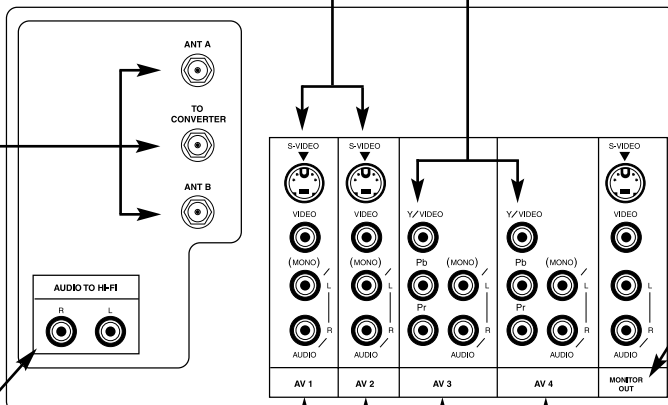 ANT A
TO
CONVERTER
ANT B
AUDIO TO HI-FI
R L
S-VIDEO S-VIDEO S-VIDEO
VIDEO VIDEO Y/VIDEO Y/VIDEO VIDEO
(MONO) (MONO) Pb (MONO) Pb (MONO)
L L L L L
Pr Pr
R R R R R
AUDIO AUDIO AUDIO AUDIO AUDIO
AV 1 AV 2 AV 3 AV 4 MONITOR
OUT